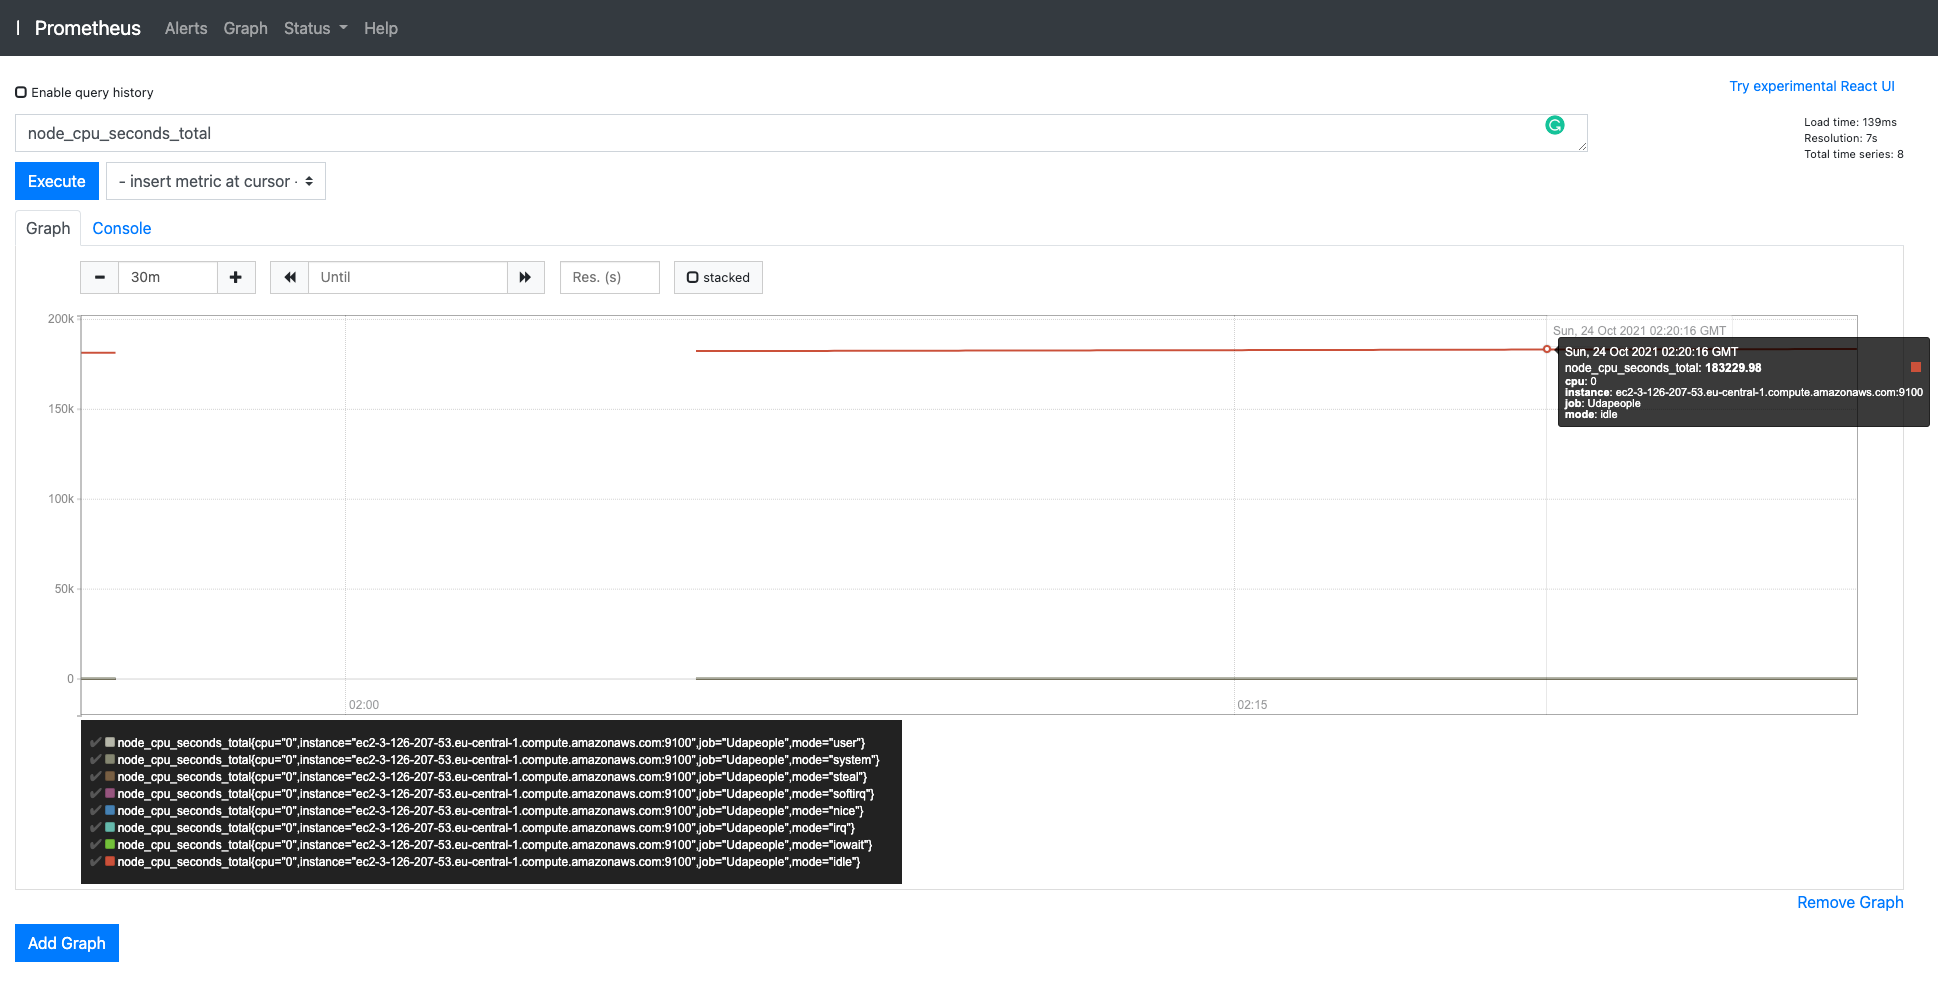 Prometheus Alerts Graph Status Help
Enable query history
Try experimental React UI
node_cpu_seconds_total
Load time: 139ms
Resolution: 7s
Total time series: 8
Execute
- insert metric at cursor -
Graph Console
30m
Until
Res. (s)
stacked
200k
150k
100k
50k
0
02:00
02:15
Sun, 24 Oct 2021 02:20:16 GMT
Sun, 24 Oct 2021 02:20:16 GMT
node_cpu_seconds_total: 183229.98
cpu: 0
instance: ec2-3-126-207-53.eu-central-1.compute.amazonaws.com:9100
job: Udapeople
mode: idle
node_cpu_seconds_total{cpu="0",instance="ec2-3-126-207-53.eu-central-1.compute.amazonaws.com:9100",job="Udapeople",mode="user"}
node_cpu_seconds_total{cpu="0",instance="ec2-3-126-207-53.eu-central-1.compute.amazonaws.com:9100",job="Udapeople",mode="system"}
node_cpu_seconds_total{cpu="0",instance="ec2-3-126-207-53.eu-central-1.compute.amazonaws.com:9100",job="Udapeople",mode="steal"}
node_cpu_seconds_total{cpu="0",instance="ec2-3-126-207-53.eu-central-1.compute.amazonaws.com:9100",job="Udapeople",mode="softirq"}
node_cpu_seconds_total{cpu="0",instance="ec2-3-126-207-53.eu-central-1.compute.amazonaws.com:9100",job="Udapeople",mode="nice"}
node_cpu_seconds_total{cpu="0",instance="ec2-3-126-207-53.eu-central-1.compute.amazonaws.com:9100",job="Udapeople",mode="irq"}
node_cpu_seconds_total{cpu="0",instance="ec2-3-126-207-53.eu-central-1.compute.amazonaws.com:9100",job="Udapeople",mode="iowait"}
node_cpu_seconds_total{cpu="0",instance="ec2-3-126-207-53.eu-central-1.compute.amazonaws.com:9100",job="Udapeople",mode="idle"}
Remove Graph
Add Graph